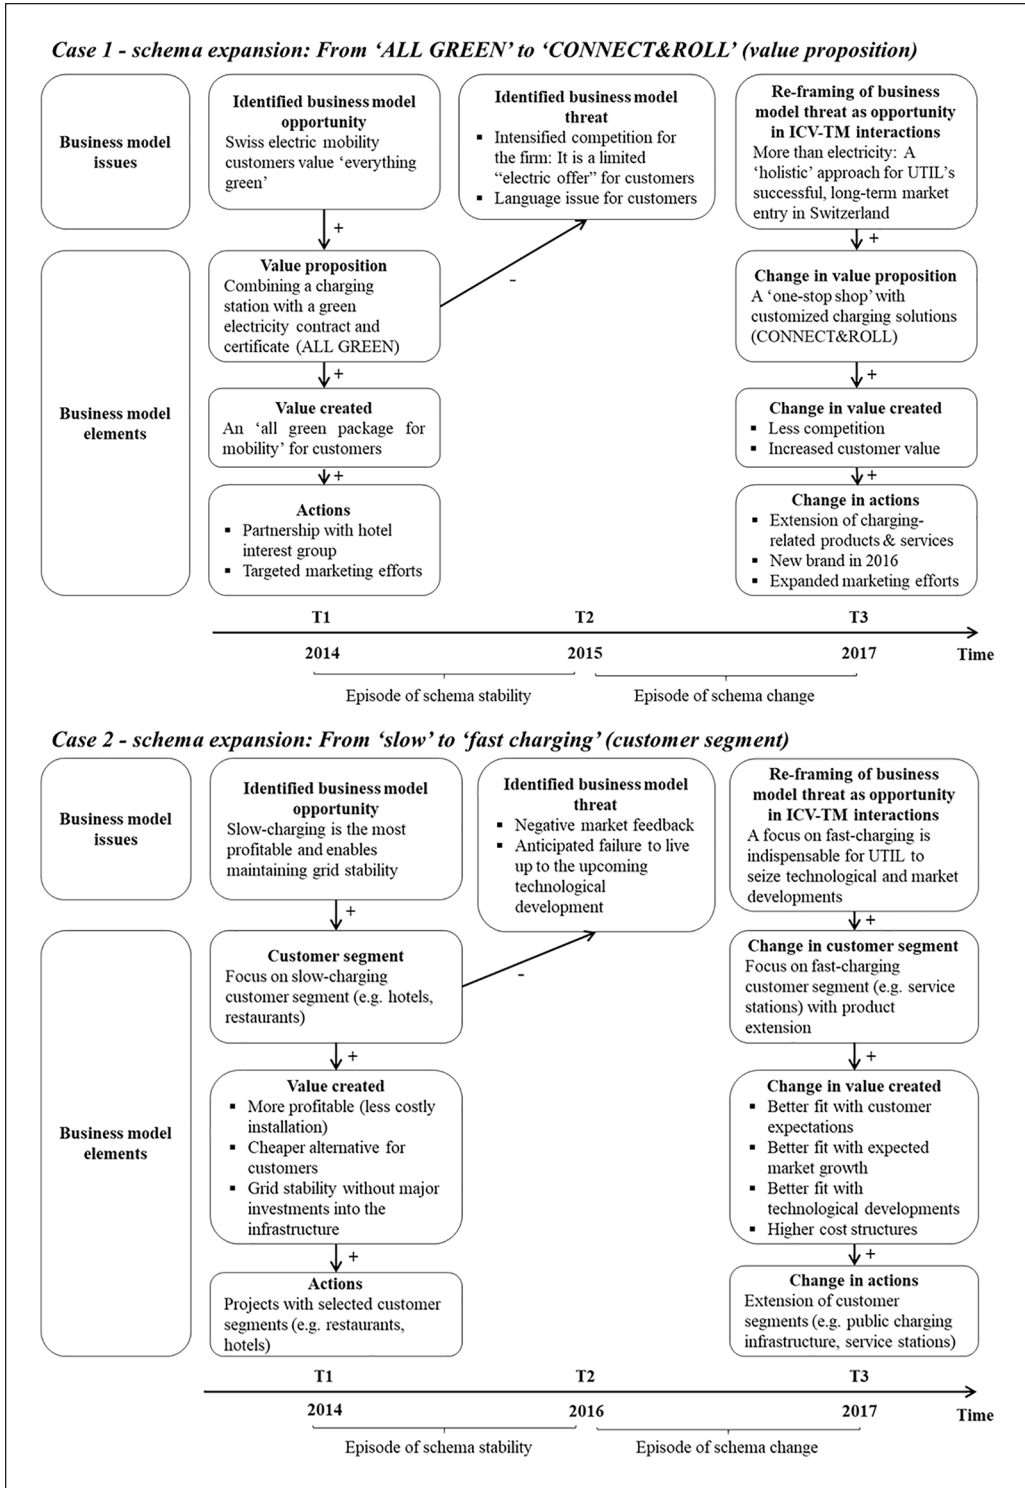 Case 1 - schema expansion: From ‘ALL GREEN’ to ‘CONNECT&ROLL’ (value proposition)
Business model
issues
Identified business model
opportunity
Swiss electric mobility
customers value ‘everything
green’
Identified business model
threat
▪ Intensified competition for
the firm: It is a limited
“electric offer” for customers
▪ Language issue for customers
Re-framing of business
model threat as opportunity
in ICV-TM interactions
More than electricity: A
‘holistic’ approach for UTIL’s
successful, long-term market
entry in Switzerland
+
+
Business model
elements
Value proposition
Combining a charging
station with a green
electricity contract and
certificate (ALL GREEN)
-
Change in value proposition
A ‘one-stop shop’ with
customized charging solutions
(CONNECT&ROLL)
+
+
Value created
An ‘all green package for
mobility’ for customers
Change in value created
▪ Less competition
▪ Increased customer value
+
+
Actions
▪ Partnership with hotel
interest group
▪ Targeted marketing efforts
Change in actions
▪ Extension of charging-
related products & services
▪ New brand in 2016
▪ Expanded marketing efforts
T1 T2 T3
2014 2015 2017 Time
Episode of schema stability Episode of schema change
Case 2 - schema expansion: From ‘slow’ to ‘fast charging’ (customer segment)
Business model
issues
Identified business model
opportunity
Slow-charging is the most
profitable and enables
maintaining grid stability
Identified business model
threat
▪ Negative market feedback
▪ Anticipated failure to live
up to the upcoming
technological
development
Re-framing of business
model threat as opportunity
in ICV-TM interactions
A focus on fast-charging is
indispensable for UTIL to
seize technological and market
developments
+
+
Business model
elements
Customer segment
Focus on slow-charging
customer segment (e.g. hotels,
restaurants)
-
Change in customer segment
Focus on fast-charging
customer segment (e.g. service
stations) with product
extension
+
+
Value created
▪ More profitable (less costly
installation)
▪ Cheaper alternative for
customers
▪ Grid stability without major
investments into the
infrastructure
Change in value created
▪ Better fit with customer
expectations
▪ Better fit with expected
market growth
▪ Better fit with
technological developments
▪ Higher cost structures
+
+
Actions
Projects with selected customer
segments (e.g. restaurants,
hotels)
Change in actions
Extension of customer
segments (e.g. public charging
infrastructure, service stations)
T1 T2 T3
2014 2016 2017 Time
Episode of schema stability Episode of schema change